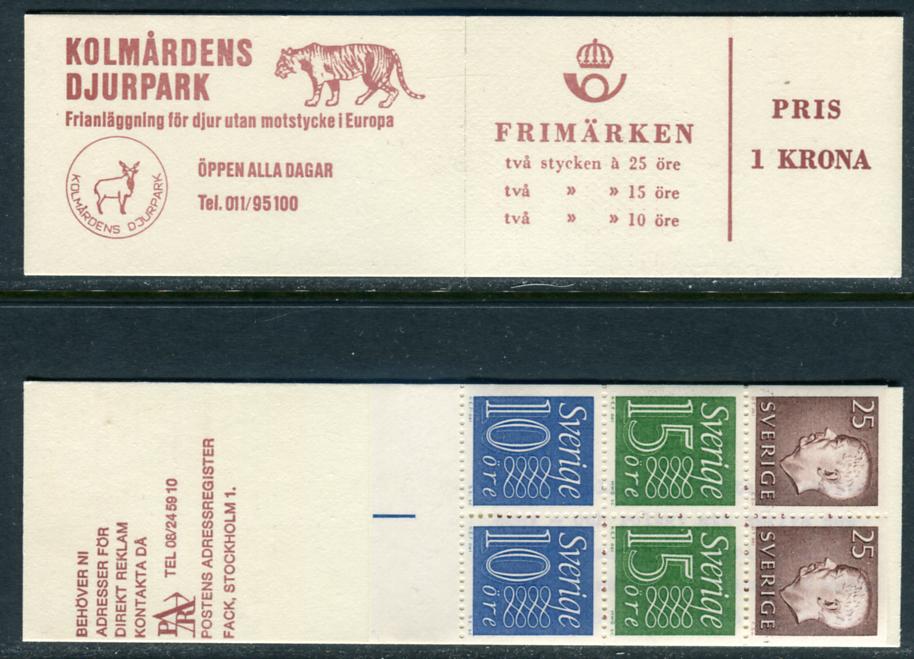 KOLMÅRDENS
DJURPARK
Frianläggning för djur utan motstycke i Europa
KOLMÅRDENS DJURPARK
ÖPPEN ALLA DAGAR
Tel. 011/95100
FRIMÄRKEN
två stycken à 25 öre
två » » 15 öre
två » » 10 öre
PRIS
1 KRONA
BEHÖVER NI
ADRESSER FÖR
DIREKT REKLAM
KONTAKTA DÅ
PAR TEL 08/245910
POSTENS ADRESSREGISTER
FACK, STOCKHOLM 1.
Sverige
10
öre
Sverige
15
öre
25
SVERIGE
Sverige
10
öre
Sverige
15
öre
25
SVERIGE